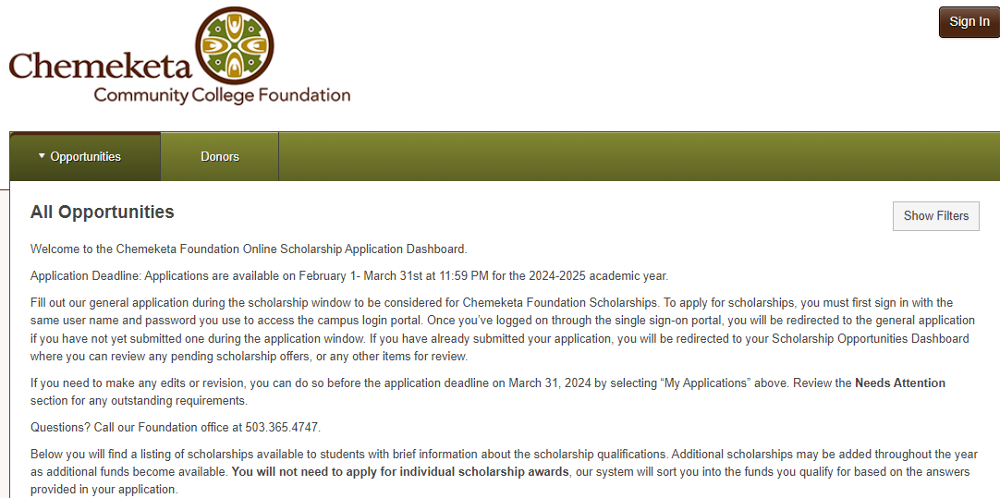 Sign In
Chemeketa
Community College Foundation
Opportunities
Donors
All Opportunities
Show Filters
Welcome to the Chemeketa Foundation Online Scholarship Application Dashboard.
Application Deadline: Applications are available on February 1- March 31st at 11:59 PM for the 2024-2025 academic year.
Fill out our general application during the scholarship window to be considered for Chemeketa Foundation Scholarships. To apply for scholarships, you must first sign in with the
same user name and password you use to access the campus login portal. Once you've logged on through the single sign-on portal, you will be redirected to the general application
if you have not yet submitted one during the application window. If you have already submitted your application, you will be redirected to your Scholarship Opportunities Dashboard
where you can review any pending scholarship offers, or any other items for review.
If you need to make any edits or revision, you can do so before the application deadline on March 31, 2024 by selecting “My Applications” above. Review the Needs Attention
section for any outstanding requirements.
Questions? Call our Foundation office at 503.365.4747.
Below you will find a listing of scholarships available to students with brief information about the scholarship qualifications. Additional scholarships may be added throughout the year
as additional funds become available. You will not need to apply for individual scholarship awards, our system will sort you into the funds you qualify for based on the answers
provided in your application.